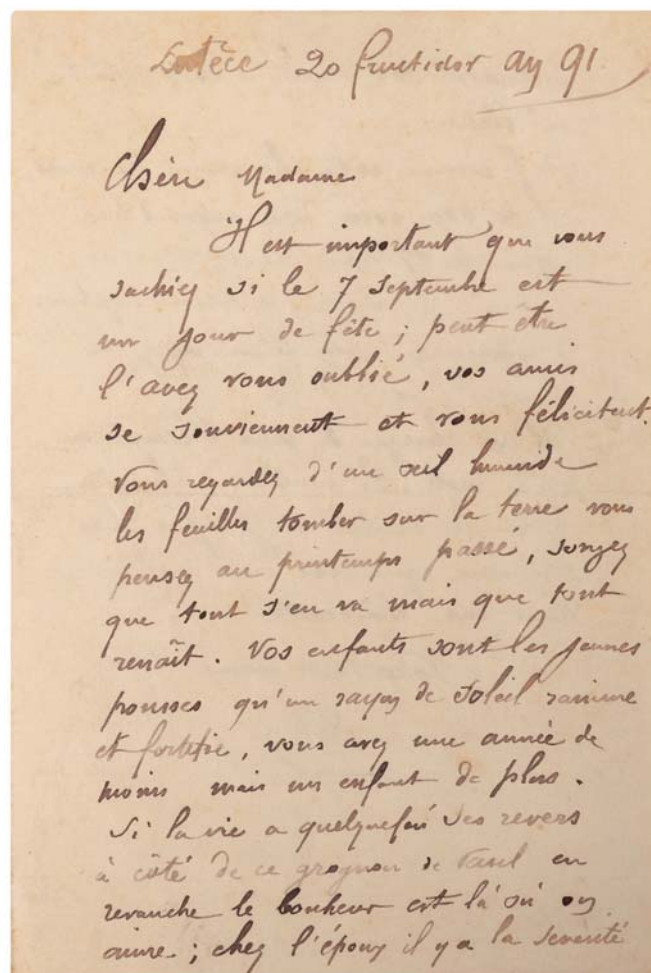 Lutèce 20 fructidor an 91
Chère Madame
Il est important que vous
sachiez si le 7 septembre est
un jour de fête ; peut être
l'avez vous oublié, vos amis
se souviennent et vous félicitent.
Vous regardez d'un œil humide
les feuilles tomber sur la terre vous
pensez au printemps passé, songez
que tout s'en va mais que tout
renaît. Vos enfants sont les jeunes
pousses qu'un rayon de soleil ranime
et fortifie, vous avez une année de
moins mais un enfant de plus.
Si la vie a quelquefois des revers
à côté de ce grognon de en
revanche le bonheur est là où on
aime ; chez l'époux il y a la sévérité